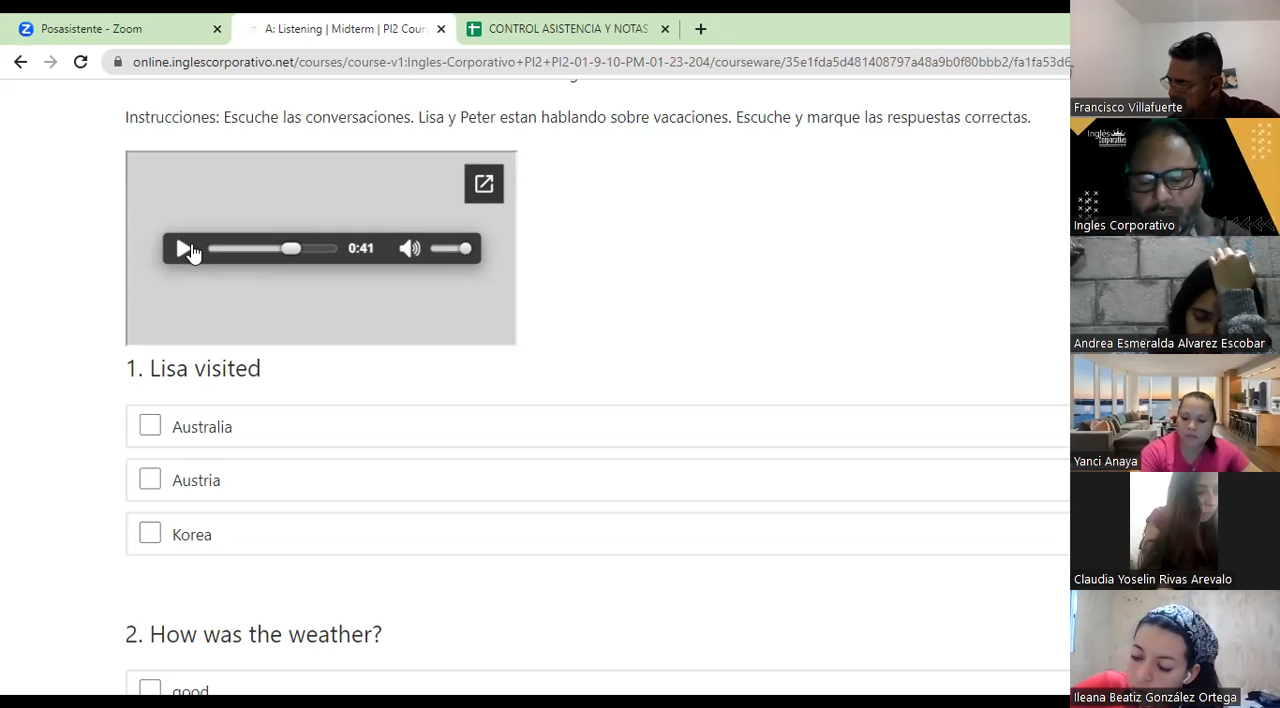 Posasistente - Zoom
A: Listening | Midterm | PI2 Cour
CONTROL ASISTENCIA Y NOTAS
online.inglescorporativo.net/courses/course-v1:Ingles-Corporativo+PI2+PI2-01-9-10-PM-01-23-204/courseware/35e1fda5d481408797a48a9b0f80bbb2/fa1fa53d6
Instrucciones: Escuche las conversaciones. Lisa y Peter estan hablando sobre vacaciones. Escuche y marque las respuestas correctas.
0:41
1. Lisa visited
Australia
Austria
Korea
2. How was the weather?
good
Francisco Villafuerte
Inglés
Corporativo
Ingles Corporativo
Andrea Esmeralda Alvarez Escobar
Yanci Anaya
Claudia Yoselin Rivas Arevalo
Ileana Beatiz González Ortega